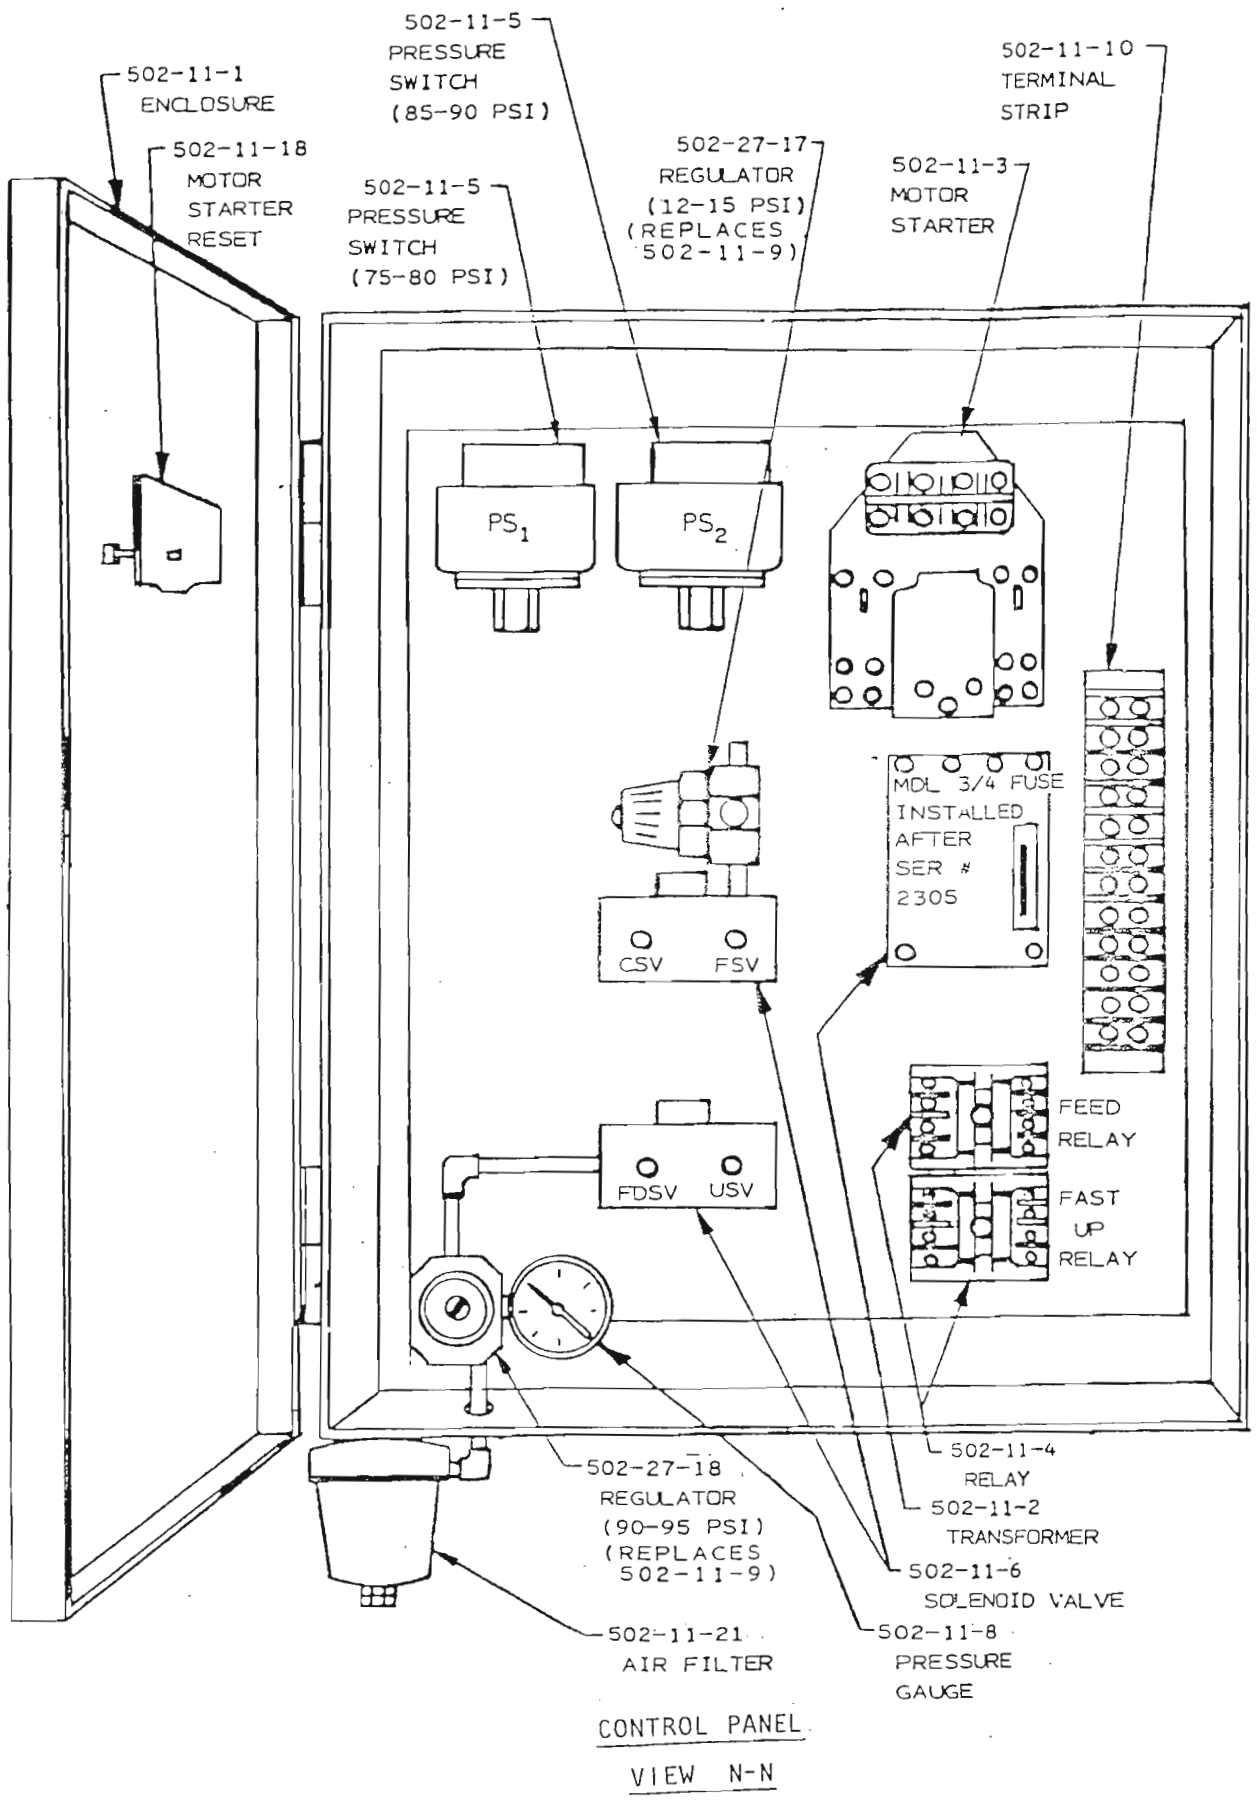 502-11-5
PRESSURE
SWITCH
(85-90 PSI)
502-11-10
TERMINAL
STRIP
502-11-1
ENCLOSURE
502-11-18
MOTOR
STARTER
RESET
502-11-5
PRESSURE
SWITCH
(75-80 PSI)
502-27-17
REGULATOR
(12-15 PSI)
(REPLACES
502-11-9)
502-11-3
MOTOR
STARTER
PS1
PS2
MDL 3/4 FUSE
INSTALLED
AFTER
SER #
2305
CSV FSV
FEED
RELAY
FDSV USV
FAST
UP
RELAY
502-27-18
REGULATOR
(90-95 PSI)
(REPLACES
502-11-9)
502-11-4
RELAY
502-11-2
TRANSFORMER
502-11-6
SOLENOID VALVE
502-11-21
AIR FILTER
502-11-8
PRESSURE
GAUGE
CONTROL PANEL
VIEW N-N